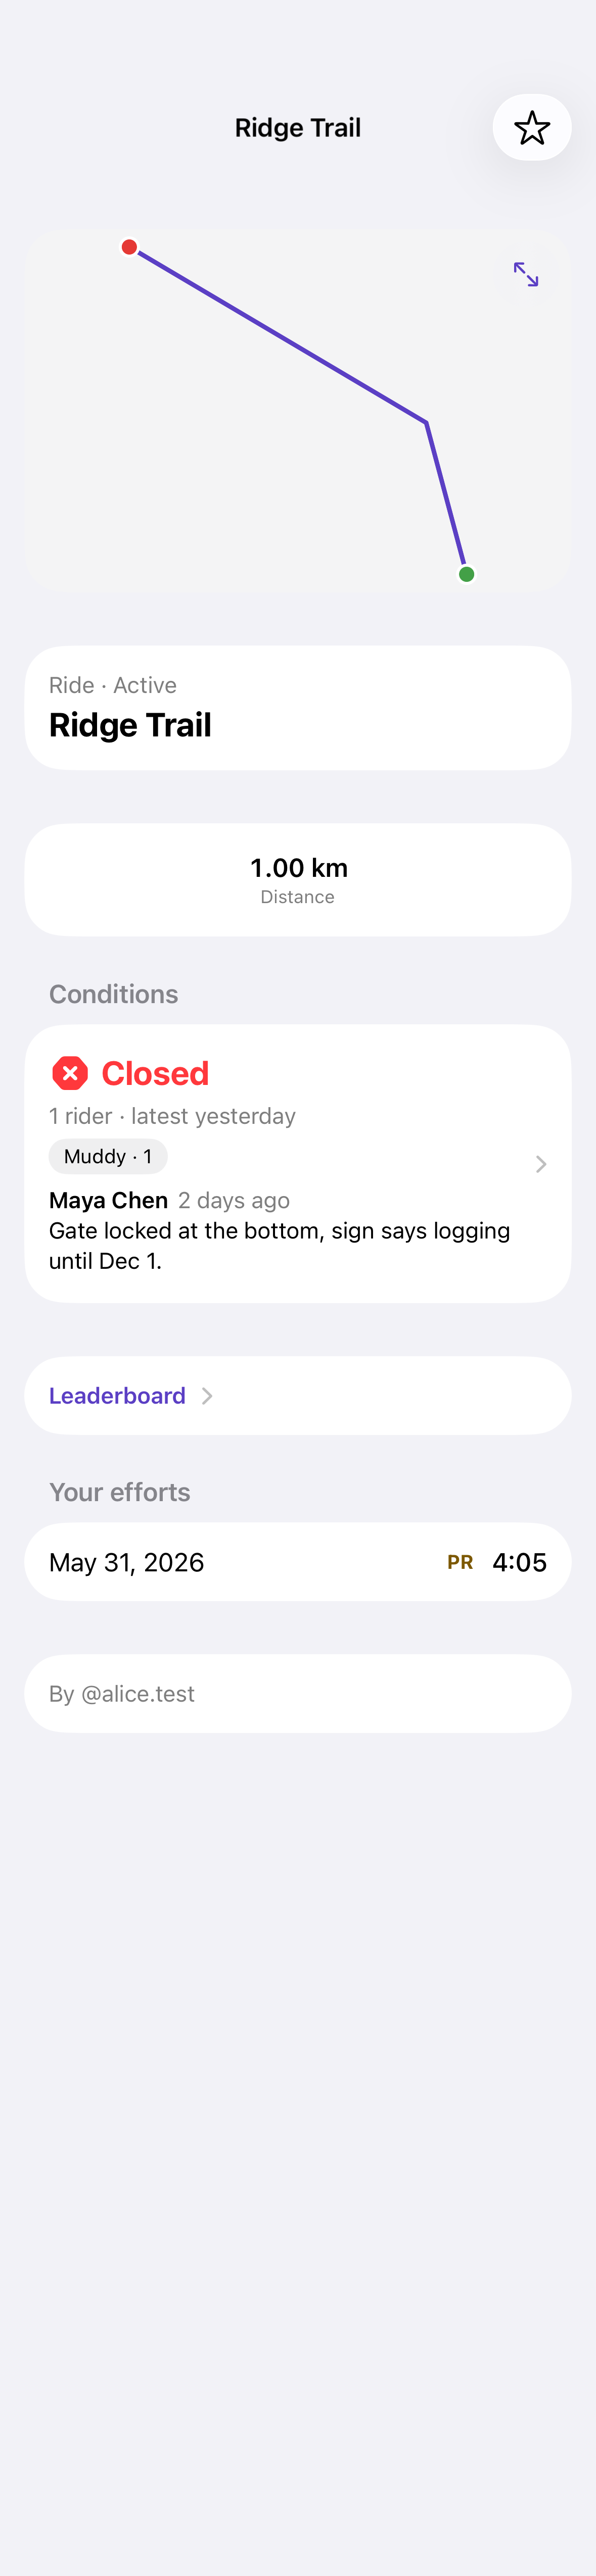 Ridge Trail
Ride · Active
Ridge Trail
1.00 km
Distance
Conditions
Closed
1 rider · latest yesterday
Muddy · 1
Maya Chen 2 days ago
Gate locked at the bottom, sign says logging
until Dec 1.
Leaderboard
Your efforts
May 31, 2026 PR 4:05
By @alice.test